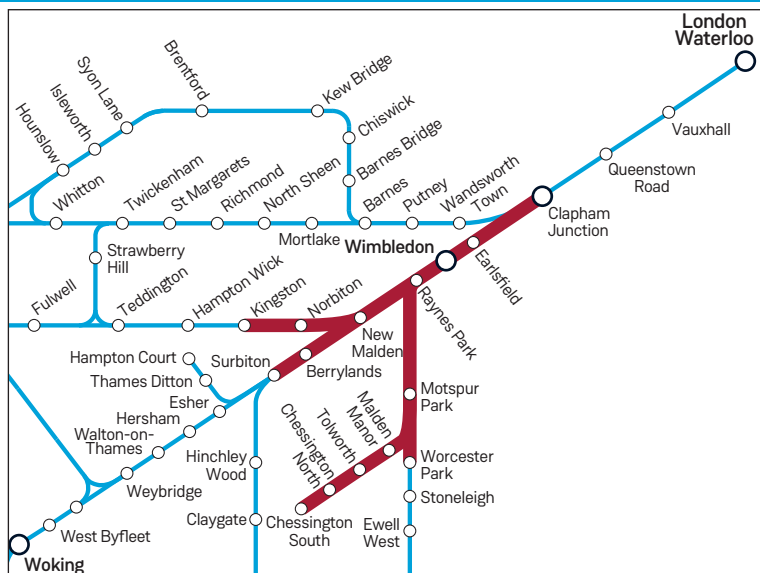 London
Waterloo
Vauxhall
Queenstown
Road
Clapham
Junction
Brentford
Kew Bridge
Syon Lane
Isleworth
Hounslow
Chiswick
Barnes Bridge
Whitton
Twickenham
St Margarets
Richmond
North Sheen
Mortlake
Barnes
Putney
Wandsworth
Town
Wimbledon
Earlsfield
Strawberry
Hill
Fulwell
Teddington
Hampton Wick
Kingston
Norbiton
New
Malden
Raynes Park
Hampton Court
Thames Ditton
Surbiton
Berrylands
Esher
Hersham
Walton-on-
Thames
Weybridge
West Byfleet
Woking
Hinchley
Wood
Claygate
Motspur
Park
Malden
Manor
Tolworth
Chessington
North
Chessington
South
Worcester
Park
Stoneleigh
Ewell
West